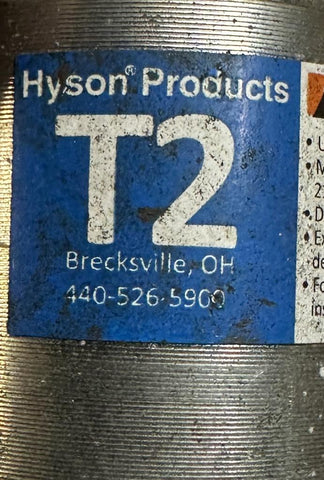 Hyson® Products
T2
Brecksville, OH
440-526-5900